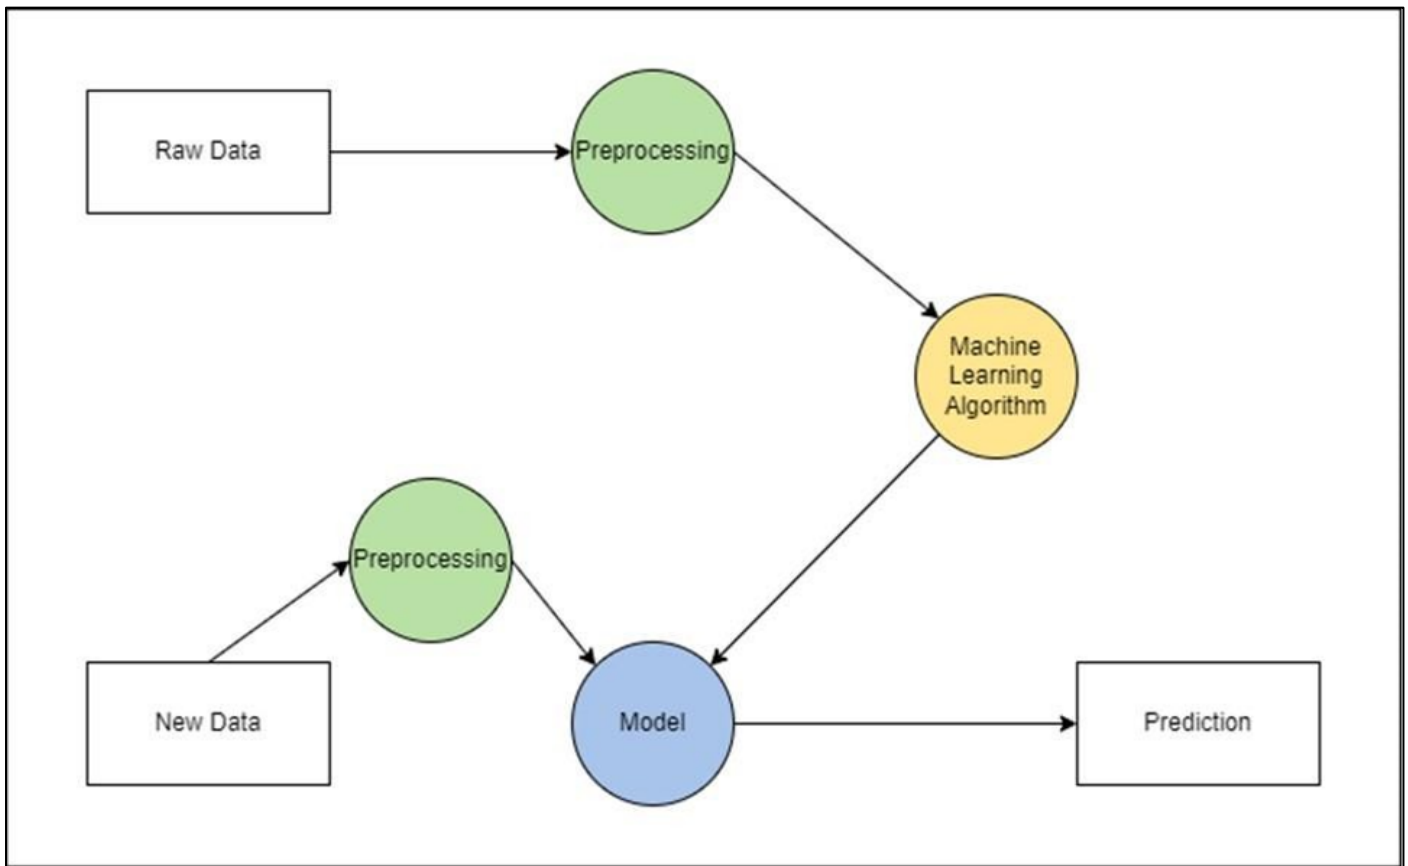 Raw Data
Preprocessing
Machine
Learning
Algorithm
Preprocessing
New Data
Model
Prediction